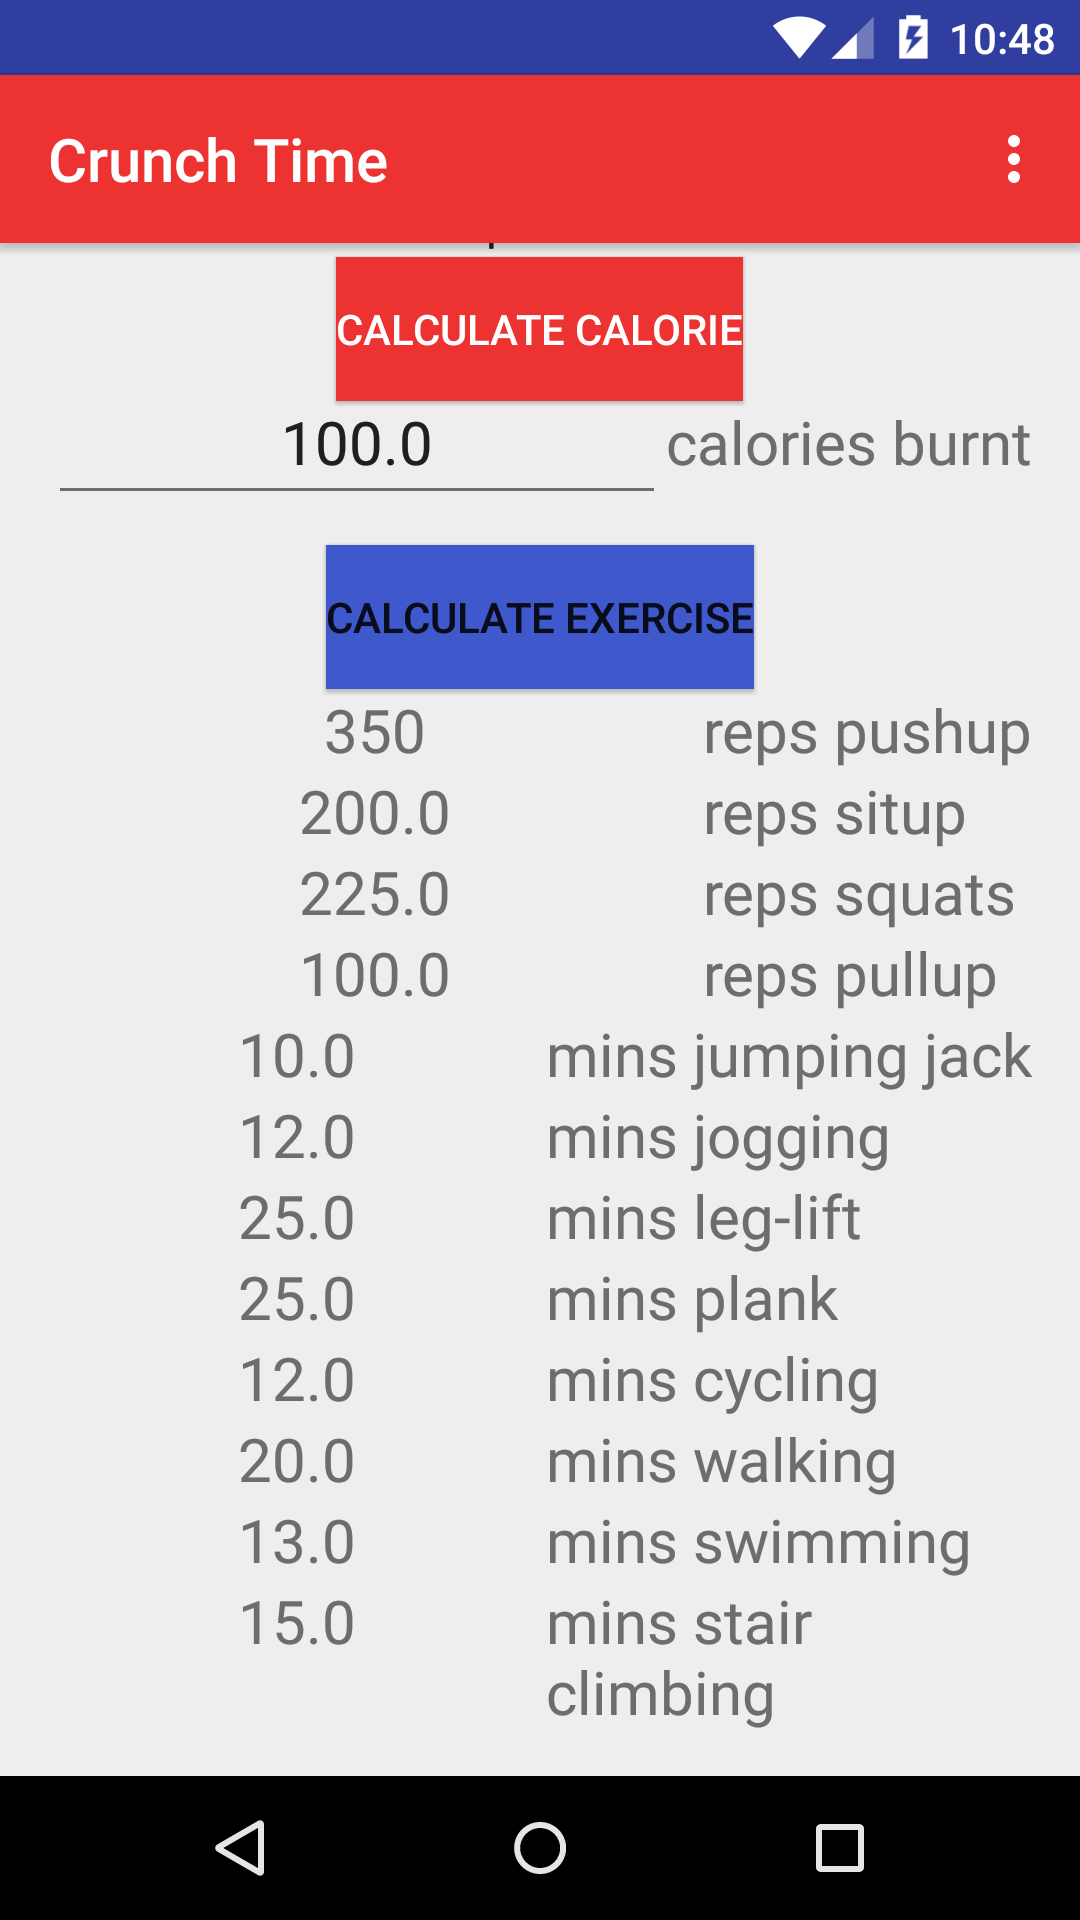 10:48
Crunch Time
CALCULATE CALORIE
100.0 calories burnt
CALCULATE EXERCISE
350 reps pushup
200.0 reps situp
225.0 reps squats
100.0 reps pullup
10.0 mins jumping jack
12.0 mins jogging
25.0 mins leg-lift
25.0 mins plank
12.0 mins cycling
20.0 mins walking
13.0 mins swimming
15.0 mins stair
climbing